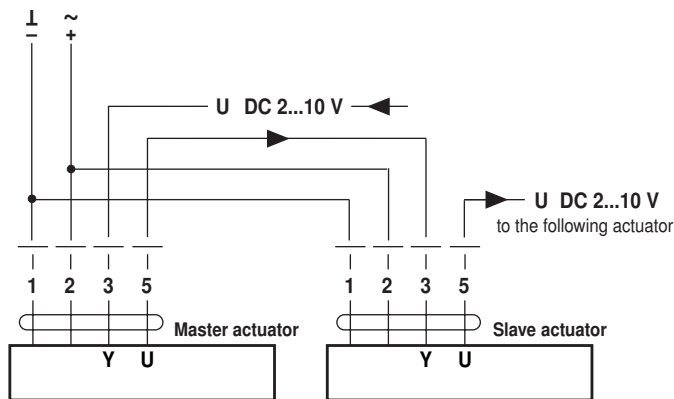 ⊥ ~
– +
U DC 2...10 V
U DC 2...10 V
to the following actuator
1 2 3 5
1 2 3 5
Master actuator
Slave actuator
Y U
Y U